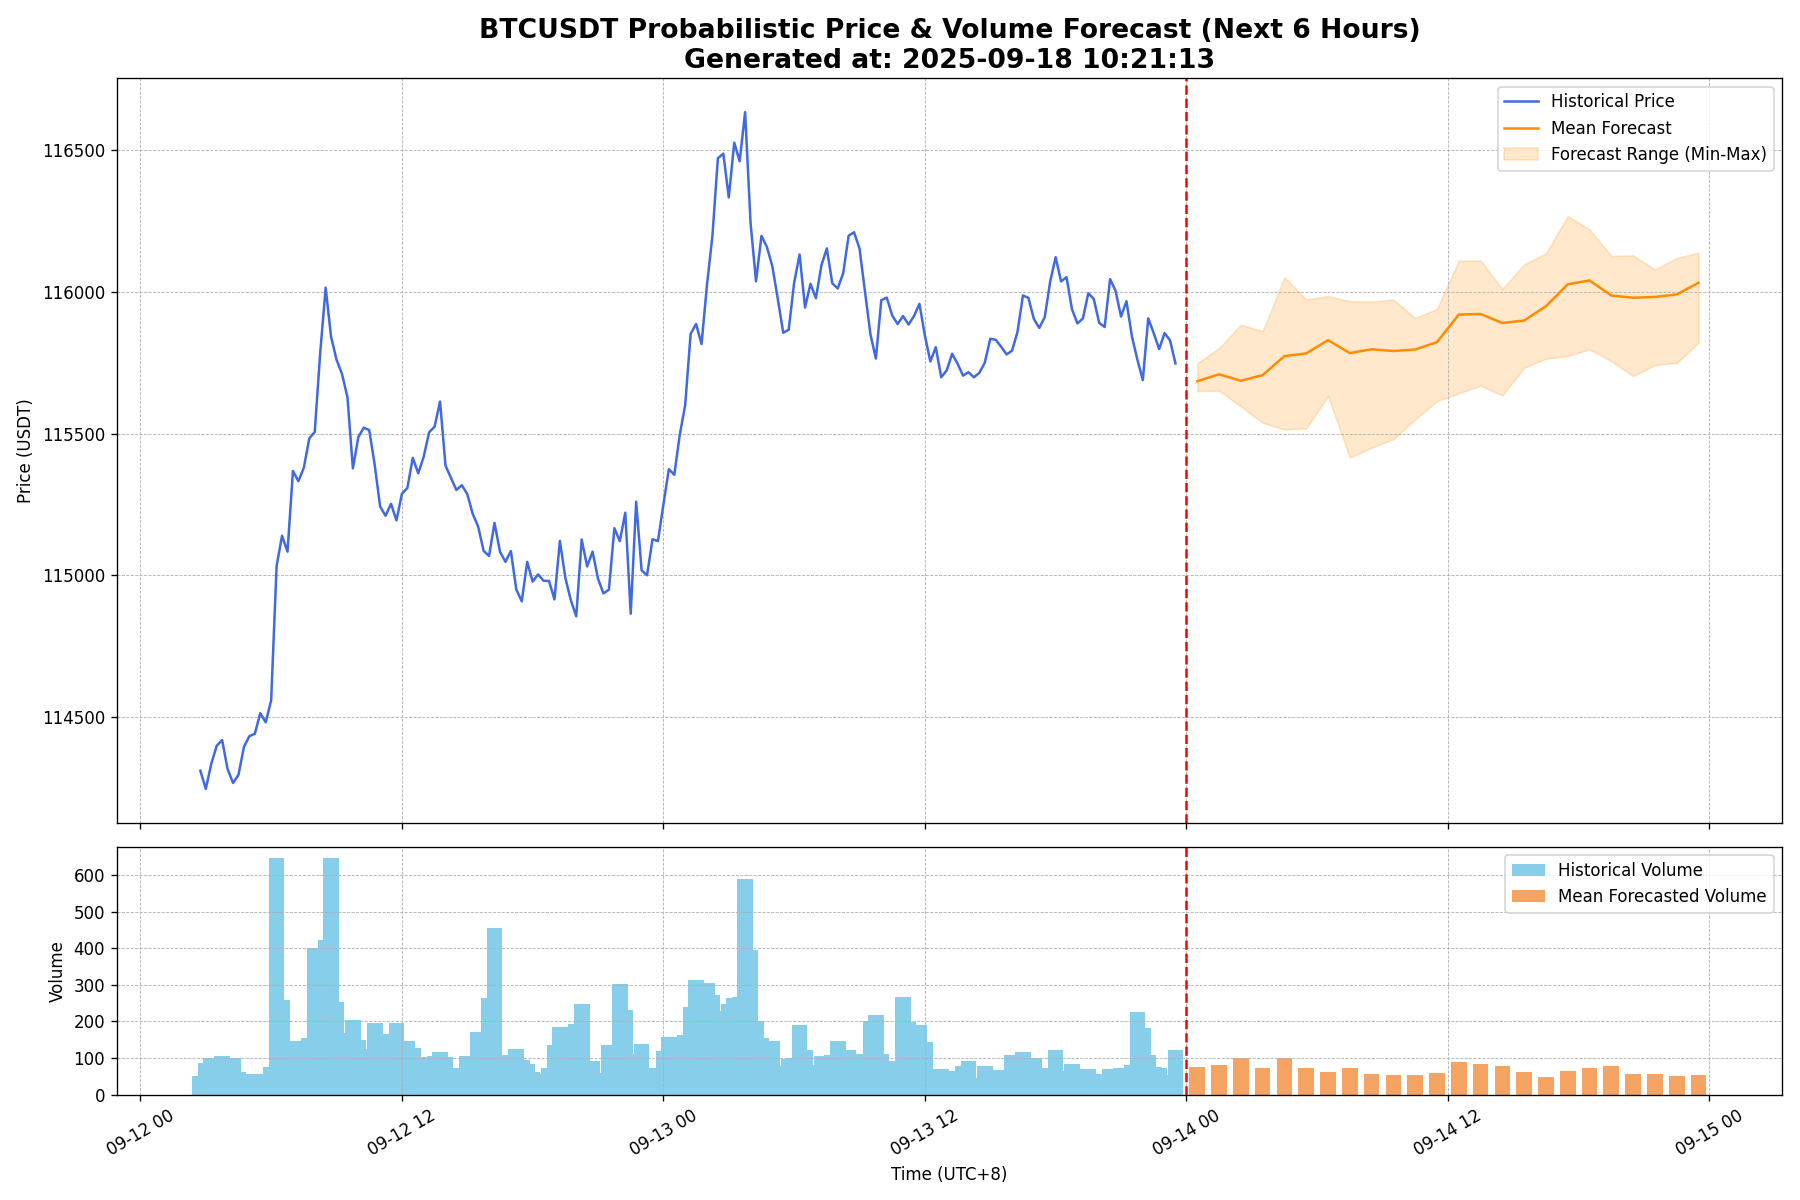 BTCUSDT Probabilistic Price & Volume Forecast (Next 6 Hours)
Generated at: 2025-09-18 10:21:13
Historical Price
Mean Forecast
Forecast Range (Min-Max)
Price (USDT)
116500
116000
115500
115000
114500
Historical Volume
Mean Forecasted Volume
Volume
600
500
400
300
200
100
0
09-12 00
09-12 12
09-13 00
09-13 12
09-14 00
09-14 12
09-15 00
Time (UTC+8)